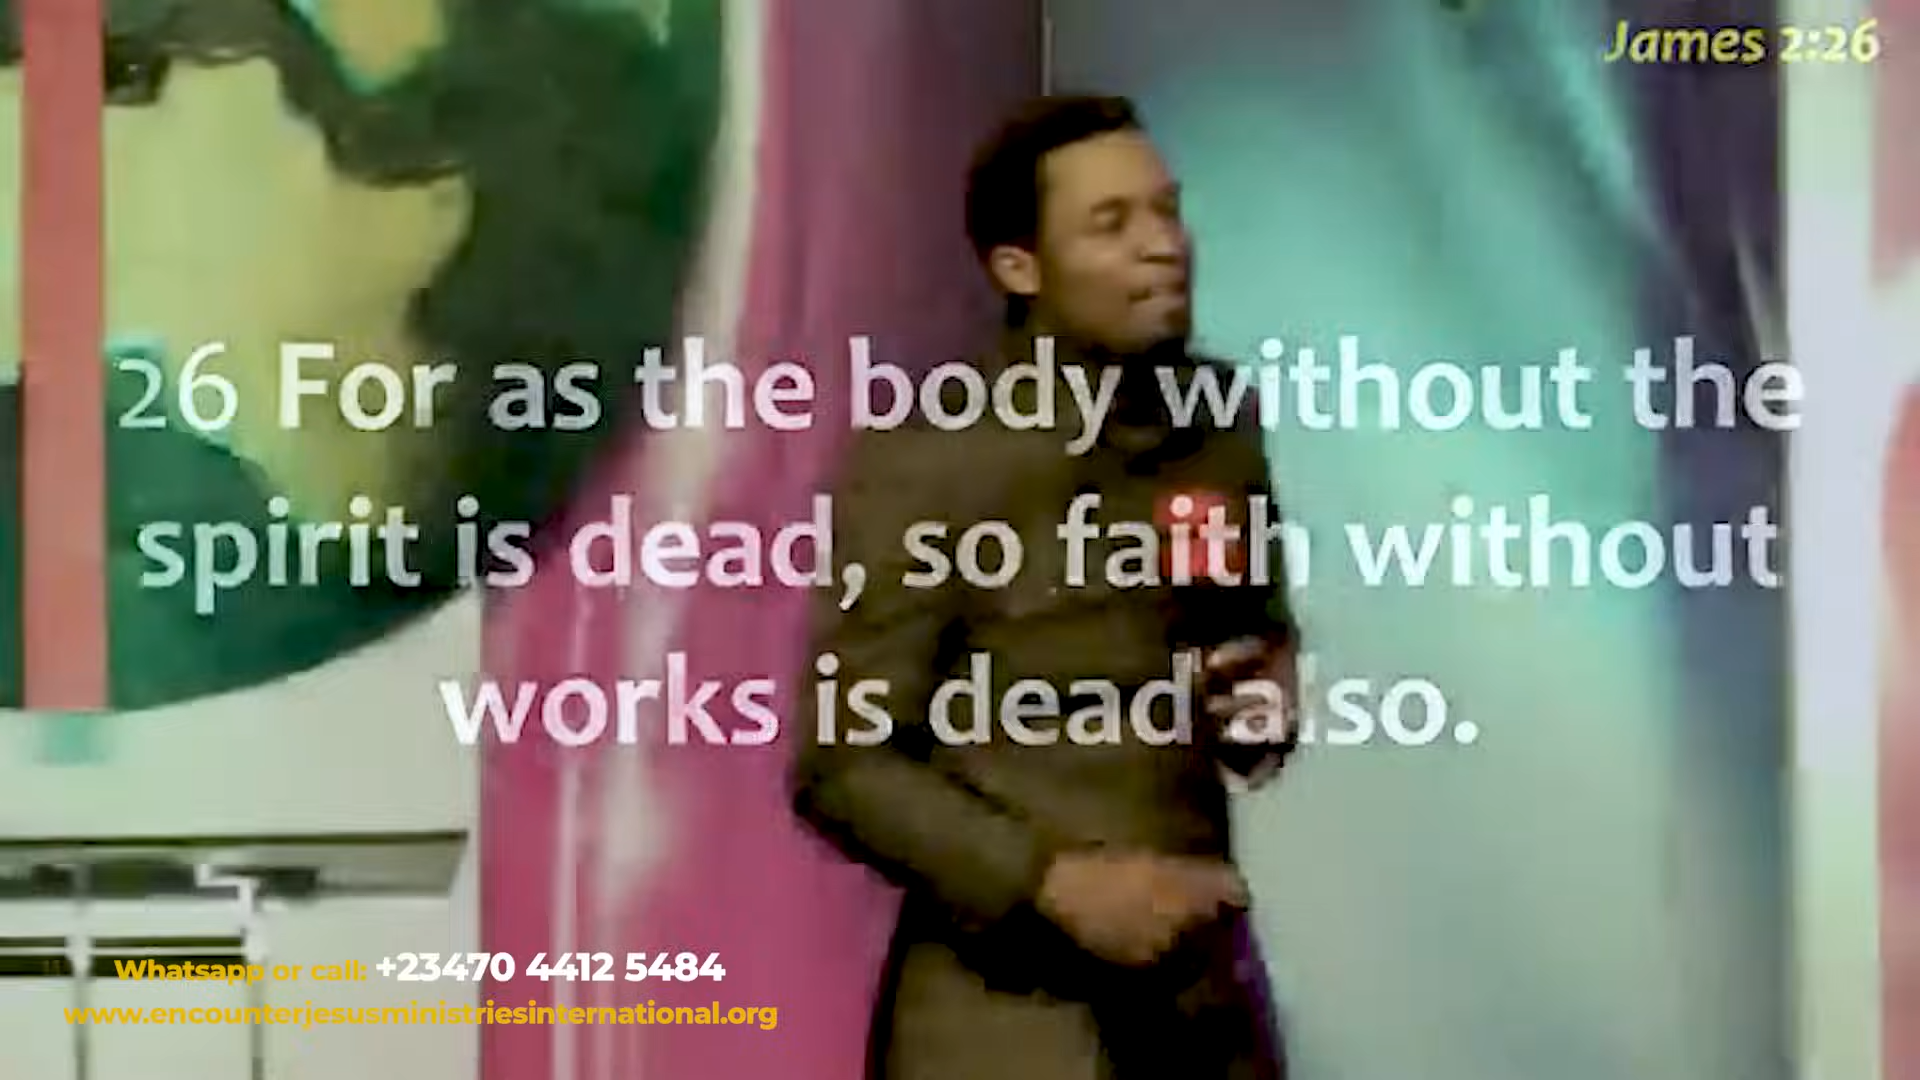 James 2:26
26 For as the body without the
spirit is dead, so faith without
works is dead also.
Whatsapp or call: +23470 4412 5484
www.encounterjesusministriesinternational.org